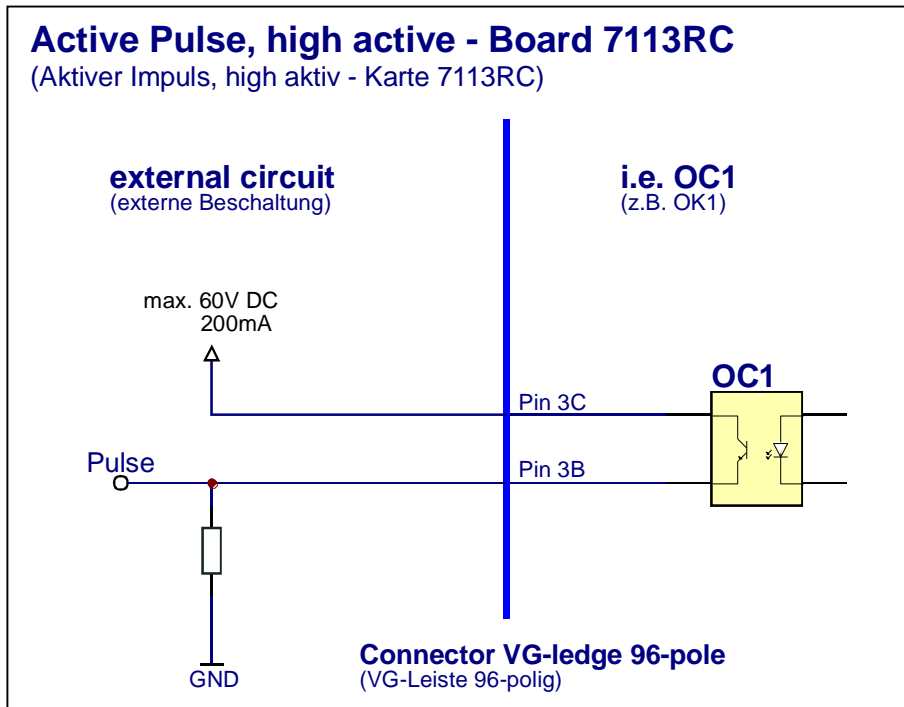 Active Pulse, high active - Board 7113RC
(Aktiver Impuls, high aktiv - Karte 7113RC)
external circuit
(externe Beschaltung)
i.e. OC1
(z.B. OK1)
max. 60V DC
200mA
OC1
Pin 3C
Pulse
Pin 3B
GND
Connector VG-ledge 96-pole
(VG-Leiste 96-polig)